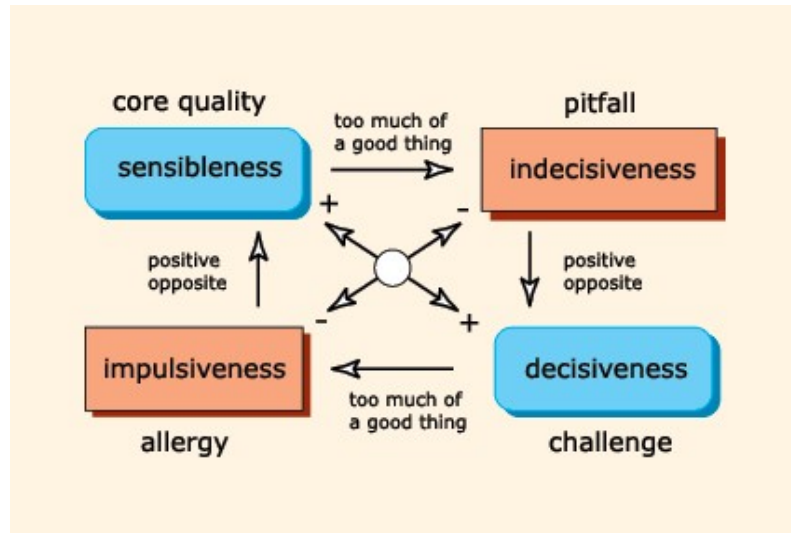 core quality
pitfall
too much of
a good thing
sensibleness
indecisiveness
+
-
positive
opposite
positive
opposite
-
+
impulsiveness
decisiveness
too much of
a good thing
allergy
challenge